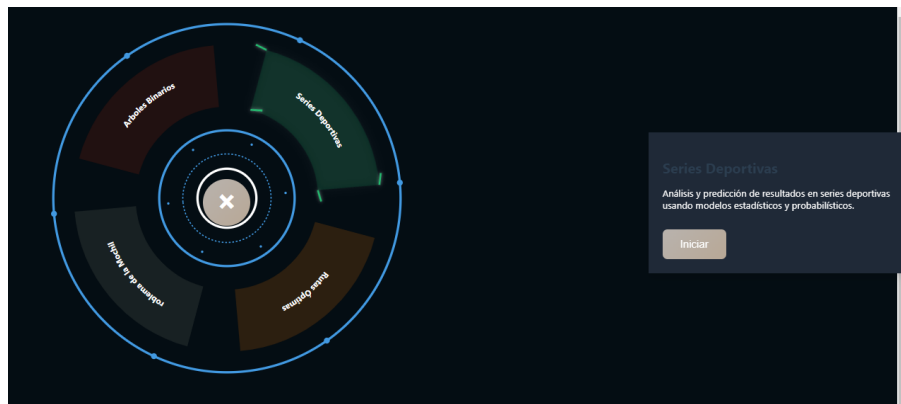 Arboles Binarios
Series Deportivas
roblema de la Mochil
Rutas Óptimas
Series Deportivas
Análisis y predicción de resultados en series deportivas
usando modelos estadísticos y probabilísticos.
Iniciar